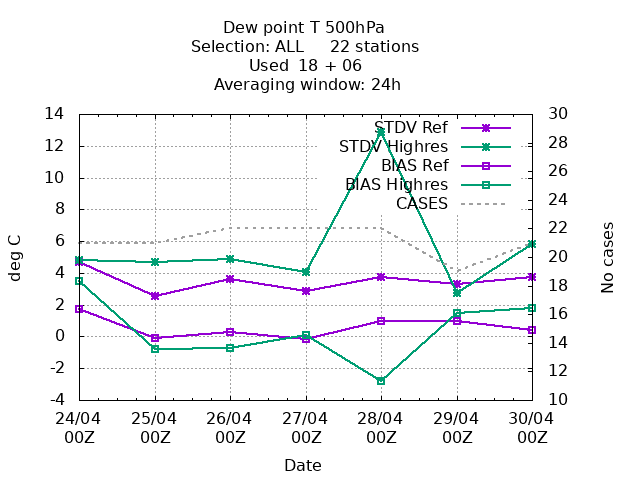 Dew point T 500hPa
Selection: ALL     22 stations
Used  18 + 06
Averaging window: 24h
STDV Ref
STDV Highres
BIAS Ref
BIAS Highres
CASES
14
12
10
8
6
4
2
0
-2
-4
deg C
30
28
26
24
22
20
18
16
14
12
10
No cases
24/04 25/04 26/04 27/04 28/04 29/04 30/04
00Z 00Z 00Z 00Z 00Z 00Z 00Z
Date